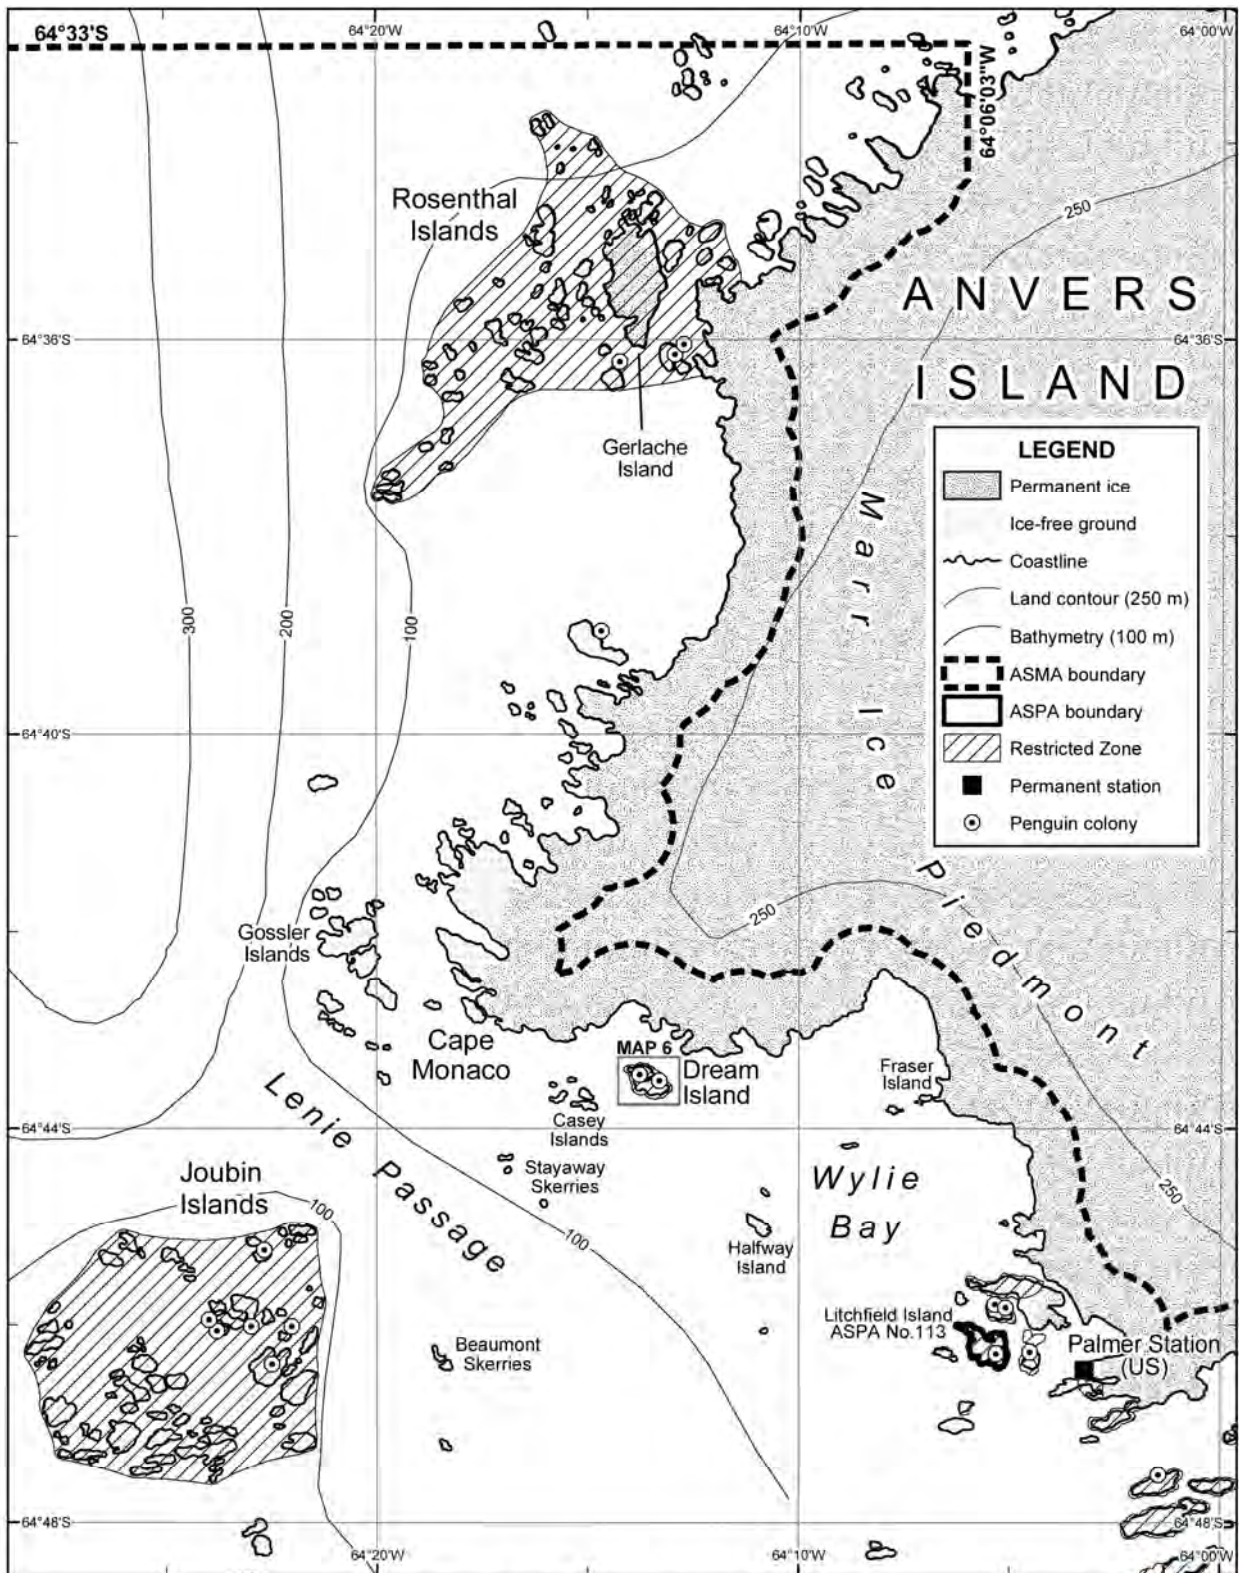 64°33'S
64°20'W
64°10'W
64°00'W
64°06'03"W
250
Rosenthal
Islands
ANVERS
64°36'S
64°36'S
ISLAND
Gerlache
Island
LEGEND
Permanent ice
Ice-free ground
Coastline
Land contour (250 m)
Bathymetry (100 m)
ASMA boundary
ASPA boundary
Restricted Zone
Permanent station
Penguin colony
Marr Ice Piedmont
300
200
100
64°40'S
64°40'S
250
Gossler
Islands
Cape
Monaco
MAP 6
Dream
Island
Fraser
Island
Lenie Passage
Casey
Islands
64°44'S
64°44'S
Stayaway
Skerries
Joubin
Islands
Wylie
Bay
250
100
100
Halfway
Island
Litchfield Island
ASPA No.113
Beaumont
Skerries
Palmer Station
(US)
64°48'S
64°48'S
64°20'W
64°10'W
64°00'W